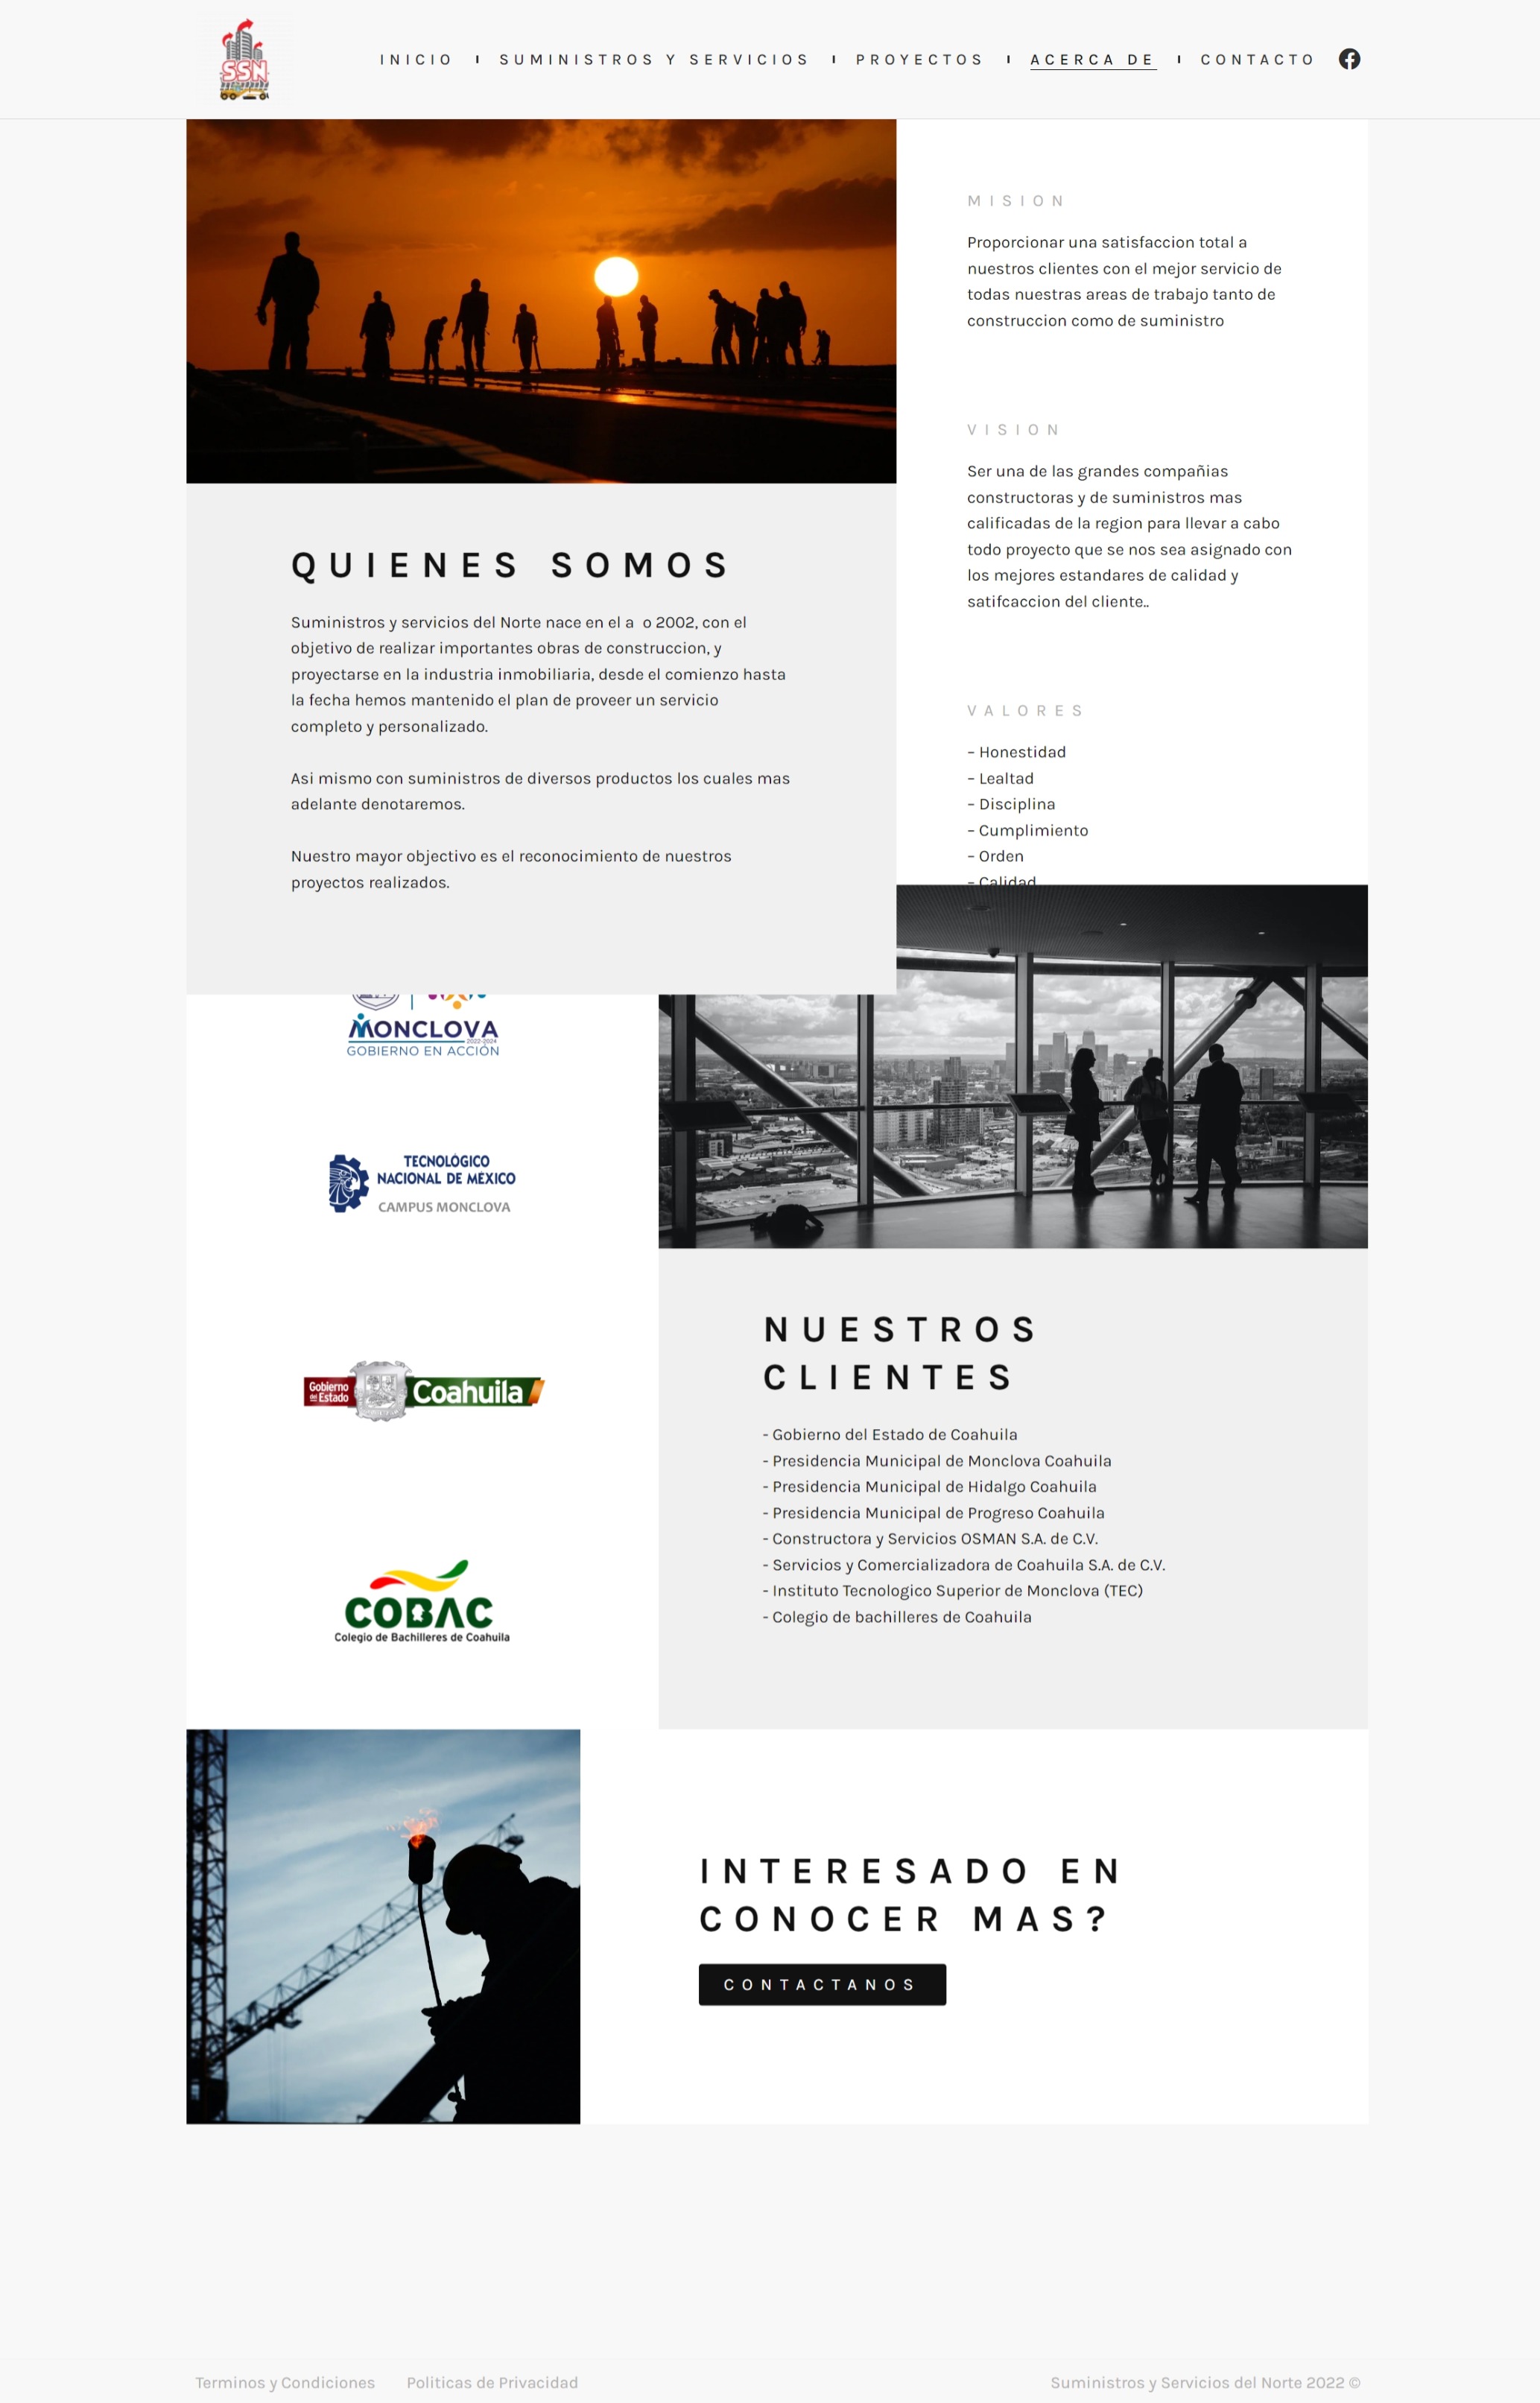 SSN
INICIO
SUMINISTROS Y SERVICIOS
PROYECTOS
ACERCA DE
CONTACTO
MISION
Proporcionar una satisfaccion total a
nuestros clientes con el mejor servicio de
todas nuestras areas de trabajo tanto de
construccion como de suministro
VISION
Ser una de las grandes compañias
constructoras y de suministros mas
calificadas de la region para llevar a cabo
todo proyecto que se nos sea asignado con
los mejores estandares de calidad y
satifcaccion del cliente..
VALORES
– Honestidad
– Lealtad
– Disciplina
– Cumplimiento
– Orden
– Calidad
QUIENES SOMOS
Suministros y servicios del Norte nace en el a  o 2002, con el
objetivo de realizar importantes obras de construccion, y
proyectarse en la industria inmobiliaria, desde el comienzo hasta
la fecha hemos mantenido el plan de proveer un servicio
completo y personalizado.
Asi mismo con suministros de diversos productos los cuales mas
adelante denotaremos.
Nuestro mayor objectivo es el reconocimiento de nuestros
proyectos realizados.
MONCLOVA
2022-2024
GOBIERNO EN ACCIÓN
TECNOLÓGICO
NACIONAL DE MÉXICO
CAMPUS MONCLOVA
Gobierno
del Estado
Coahuila
COBAC
Colegio de Bachilleres de Coahuila
NUESTROS
CLIENTES
- Gobierno del Estado de Coahuila
- Presidencia Municipal de Monclova Coahuila
- Presidencia Municipal de Hidalgo Coahuila
- Presidencia Municipal de Progreso Coahuila
- Constructora y Servicios OSMAN S.A. de C.V.
- Servicios y Comercializadora de Coahuila S.A. de C.V.
- Instituto Tecnologico Superior de Monclova (TEC)
- Colegio de bachilleres de Coahuila
INTERESADO EN
CONOCER MAS?
CONTACTANOS
Terminos y Condiciones
Politicas de Privacidad
Suministros y Servicios del Norte 2022 ©